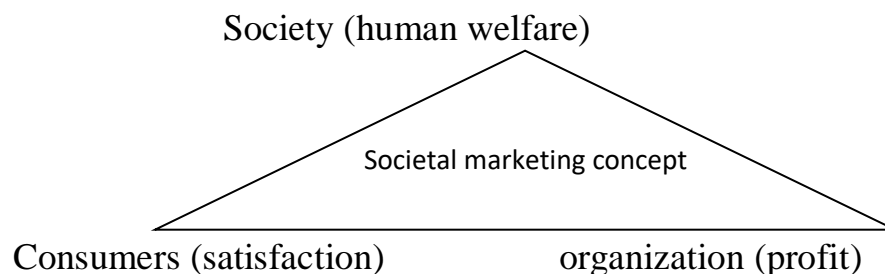 Society (human welfare)
Societal marketing concept
Consumers (satisfaction) organization (profit)